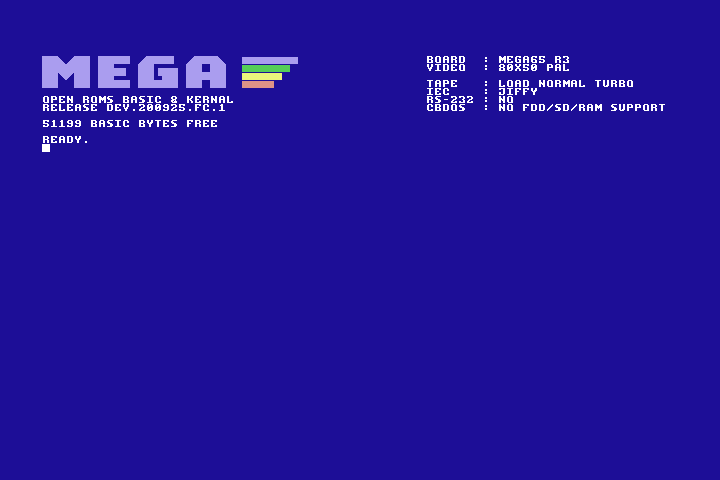 MEGA
OPEN ROMS BASIC & KERNAL
RELEASE DEV.200925.FC.1
51199 BASIC BYTES FREE
READY.
BOARD : MEGA65 R3
VIDEO : 80X50 PAL
TAPE : LOAD NORMAL TURBO
IEC : JIFFY
RS-232 : NO
CBDOS : NO FDD/SD/RAM SUPPORT